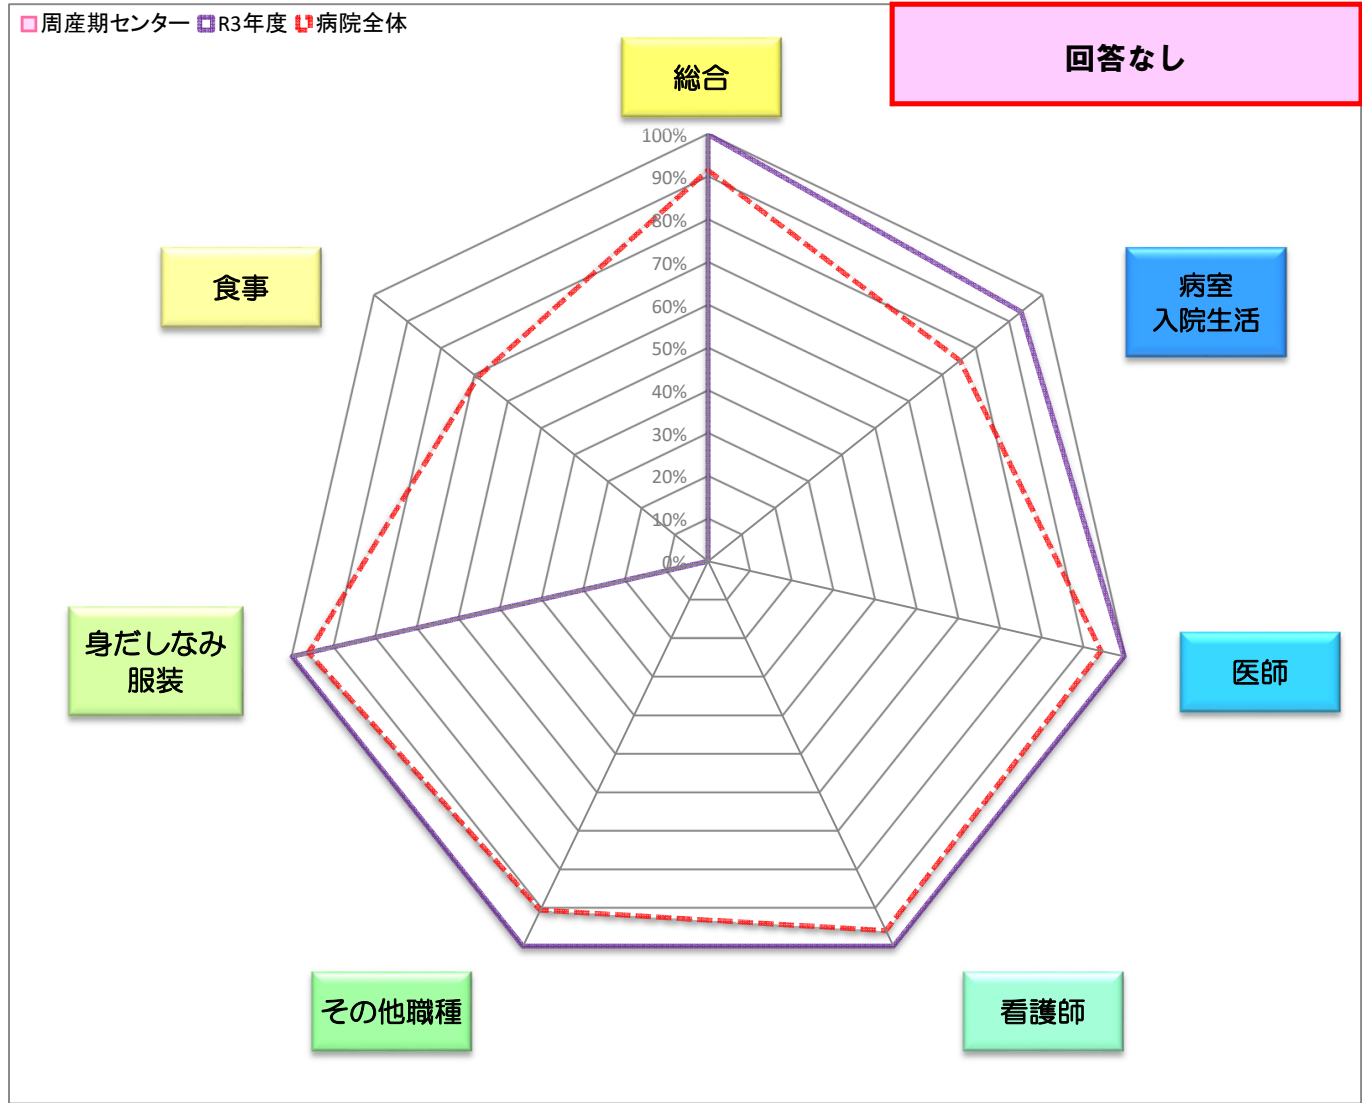 周産期センター R3年度 病院全体
回答なし
総合
100%
90%
80%
70%
60%
50%
40%
30%
20%
10%
0%
食事
病室
入院生活
身だしなみ
服装
医師
その他職種
看護師